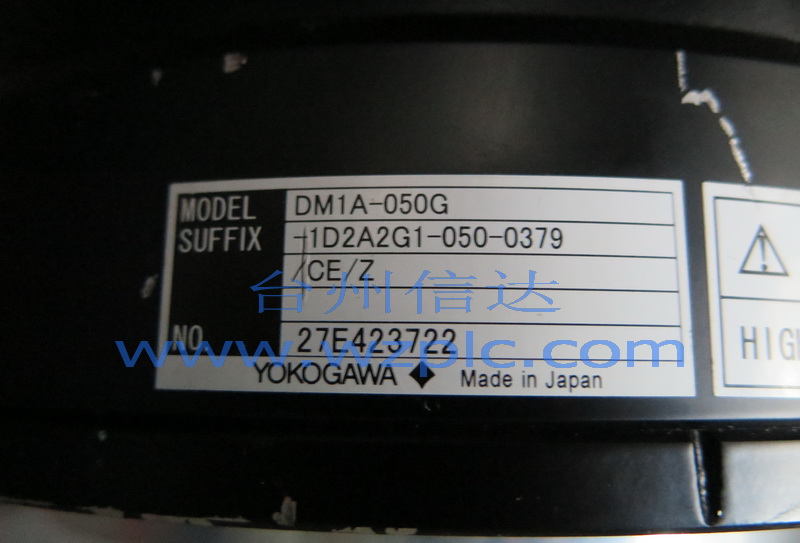 MODEL DM1A-050G
SUFFIX -1D2A2G1-050-0379
/CE/Z
台州信达
NO. 27E423722
www.wzplc.com
YOKOGAWA Made in Japan